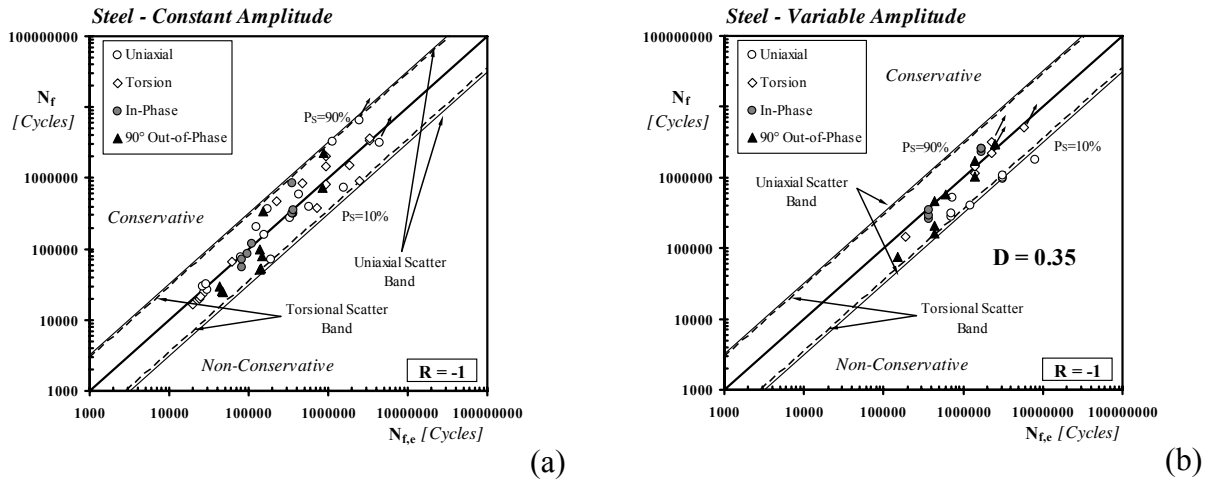 Steel - Constant Amplitude
100000000
10000000
1000000
100000
10000
1000
Nf
[Cycles]
Uniaxial
Torsion
In-Phase
90° Out-of-Phase
PS=90%
Conservative
PS=10%
Uniaxial Scatter
Band
Torsional Scatter
Band
Non-Conservative
R = -1
1000 10000 100000 1000000 10000000 100000000
Nf,e [Cycles]
(a)
Steel - Variable Amplitude
100000000
10000000
1000000
100000
10000
1000
Nf
[Cycles]
Uniaxial
Torsion
In-Phase
90° Out-of-Phase
Conservative
PS=90%
PS=10%
Uniaxial Scatter
Band
D = 0.35
Torsional Scatter
Band
Non-Conservative
R = -1
1000 10000 100000 1000000 10000000 100000000
Nf,e [Cycles]
(b)